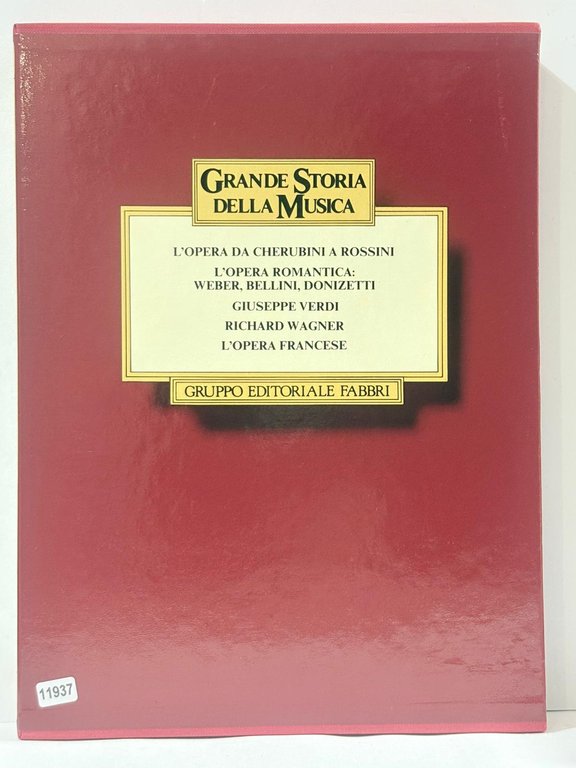 GRANDE STORIA
DELLA MUSICA
L'OPERA DA CHERUBINI A ROSSINI
L'OPERA ROMANTICA:
WEBER, BELLINI, DONIZETTI
GIUSEPPE VERDI
RICHARD WAGNER
L'OPERA FRANCESE
GRUPPO EDITORIALE FABBRI
11937